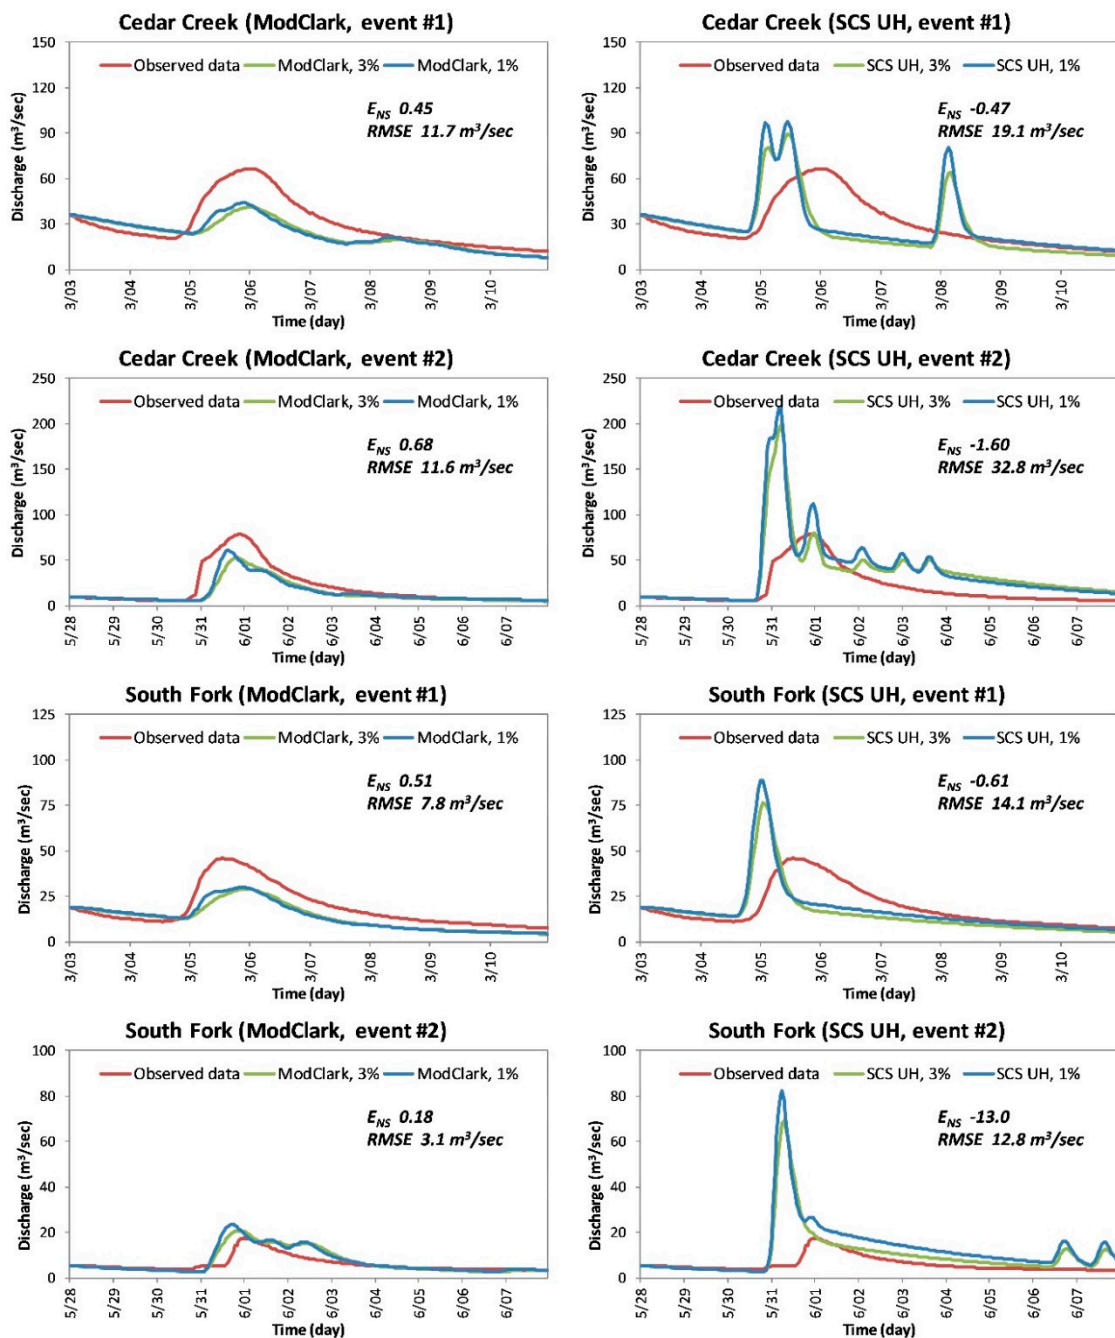 Cedar Creek (ModClark, event #1)
150
120
90
60
30
0
Discharge (m³/sec)
Observed data ModClark, 3% ModClark, 1%
E_NS 0.45
RMSE 11.7 m³/sec
3/03 3/04 3/05 3/06 3/07 3/08 3/09 3/10
Time (day)
Cedar Creek (SCS UH, event #1)
150
120
90
60
30
0
Discharge (m³/sec)
Observed data SCS UH, 3% SCS UH, 1%
E_NS -0.47
RMSE 19.1 m³/sec
3/03 3/04 3/05 3/06 3/07 3/08 3/09 3/10
Time (day)
Cedar Creek (ModClark, event #2)
250
200
150
100
50
0
Discharge (m³/sec)
Observed data ModClark, 3% ModClark, 1%
E_NS 0.68
RMSE 11.6 m³/sec
5/28 5/29 5/30 5/31 6/01 6/02 6/03 6/04 6/05 6/06 6/07
Time (day)
Cedar Creek (SCS UH, event #2)
250
200
150
100
50
0
Discharge (m³/sec)
Observed data SCS UH, 3% SCS UH, 1%
E_NS -1.60
RMSE 32.8 m³/sec
5/28 5/29 5/30 5/31 6/01 6/02 6/03 6/04 6/05 6/06 6/07
Time (day)
South Fork (ModClark, event #1)
125
100
75
50
25
0
Discharge (m³/sec)
Observed data ModClark, 3% ModClark, 1%
E_NS 0.51
RMSE 7.8 m³/sec
3/03 3/04 3/05 3/06 3/07 3/08 3/09 3/10
Time (day)
South Fork (SCS UH, event #1)
125
100
75
50
25
0
Discharge (m³/sec)
Observed data SCS UH, 3% SCS UH, 1%
E_NS -0.61
RMSE 14.1 m³/sec
3/03 3/04 3/05 3/06 3/07 3/08 3/09 3/10
Time (day)
South Fork (ModClark, event #2)
100
80
60
40
20
0
Discharge (m³/sec)
Observed data ModClark, 3% ModClark, 1%
E_NS 0.18
RMSE 3.1 m³/sec
5/28 5/29 5/30 5/31 6/01 6/02 6/03 6/04 6/05 6/06 6/07
Time (day)
South Fork (SCS UH, event #2)
100
80
60
40
20
0
Discharge (m³/sec)
Observed data SCS UH, 3% SCS UH, 1%
E_NS -13.0
RMSE 12.8 m³/sec
5/28 5/29 5/30 5/31 6/01 6/02 6/03 6/04 6/05 6/06 6/07
Time (day)